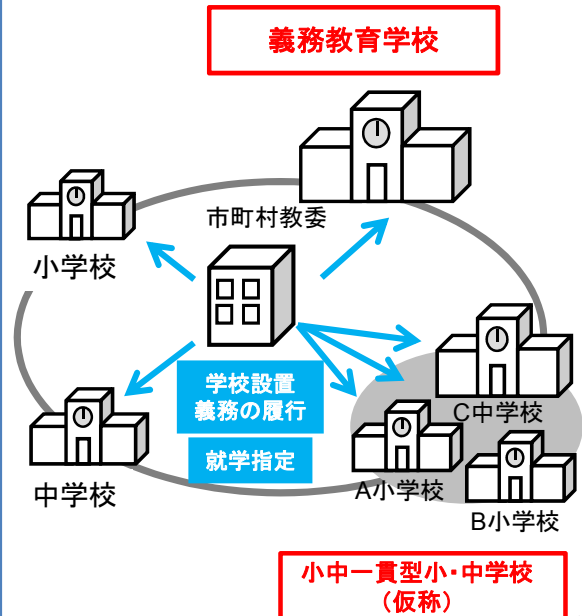 義務教育学校
市町村教委
小学校
学校設置
義務の履行
就学指定
中学校
C中学校
A小学校
B小学校
小中一貫型小・中学校
（仮称）